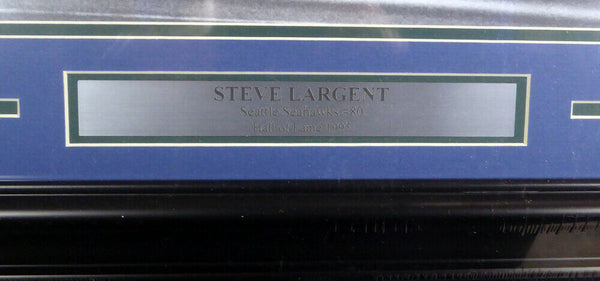 STEVE LARGENT
Seattle Seahawks #80
Hall of Fame 1995